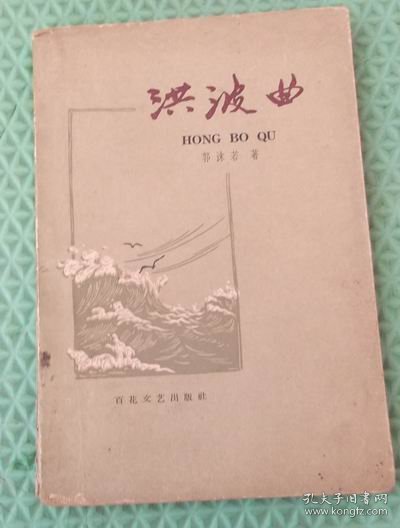 洪波曲
HONG BO QU
郭沫若 著
百花文艺出版社
孔夫子旧书网
www.kongfz.com